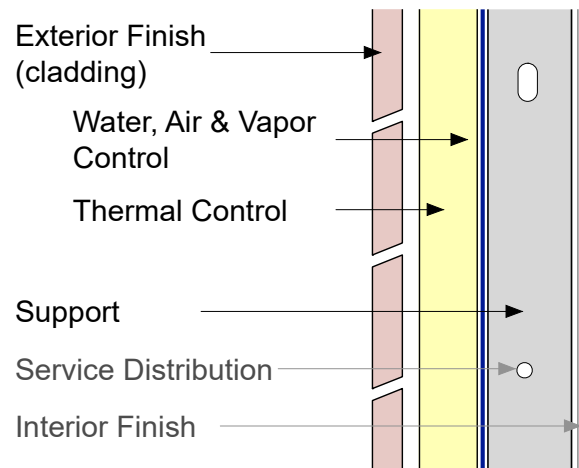 Exterior Finish
(cladding)
Water, Air & Vapor
Control
Thermal Control
Support
Service Distribution
Interior Finish